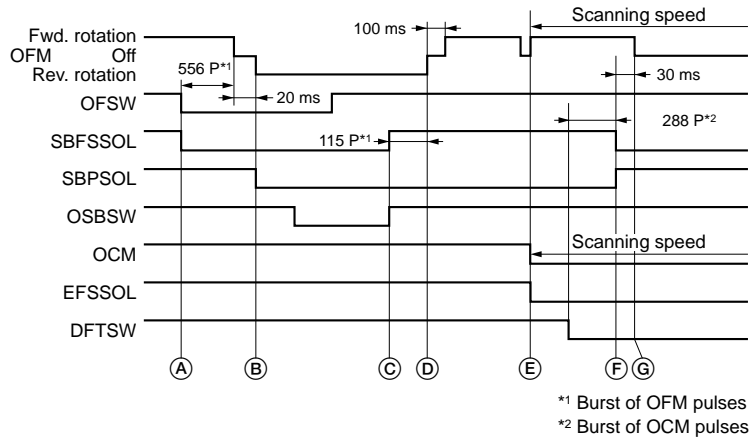 Scanning speed
Fwd. rotation
100 ms
OFM Off
Rev. rotation
556 P*1
30 ms
20 ms
OFSW
288 P*2
SBFSSOL
115 P*1
SBPSOL
OSBSW
Scanning speed
OCM
EFSSOL
DFTSW
A B C D E F G
*1 Burst of OFM pulses
*2 Burst of OCM pulses